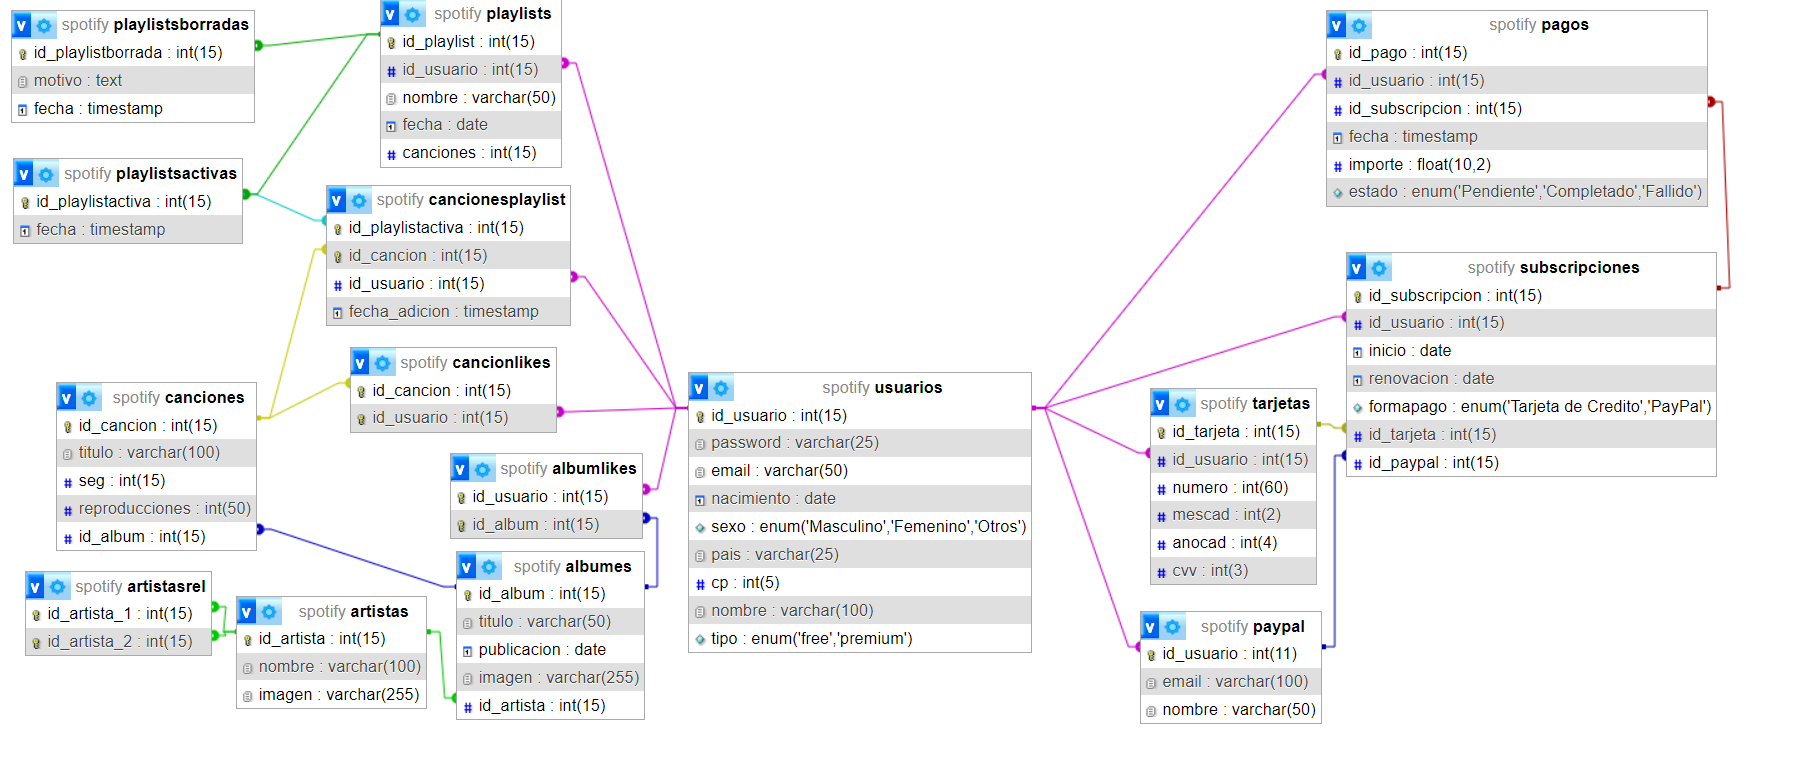 spotify playlistsborradas
id_playlistborrada : int(15)
motivo : text
fecha : timestamp
spotify playlists
id_playlist : int(15)
id_usuario : int(15)
nombre : varchar(50)
fecha : date
canciones : int(15)
spotify playlistsactivas
id_playlistactiva : int(15)
fecha : timestamp
spotify cancionesplaylist
id_playlistactiva : int(15)
id_cancion : int(15)
id_usuario : int(15)
fecha_adicion : timestamp
spotify cancionlikes
id_cancion : int(15)
id_usuario : int(15)
spotify canciones
id_cancion : int(15)
titulo : varchar(100)
seg : int(15)
reproducciones : int(50)
id_album : int(15)
spotify albumlikes
id_usuario : int(15)
id_album : int(15)
spotify artistasrel
id_artista_1 : int(15)
id_artista_2 : int(15)
spotify artistas
id_artista : int(15)
nombre : varchar(100)
imagen : varchar(255)
spotify albumes
id_album : int(15)
titulo : varchar(50)
publicacion : date
imagen : varchar(255)
id_artista : int(15)
spotify usuarios
id_usuario : int(15)
password : varchar(25)
email : varchar(50)
nacimiento : date
sexo : enum('Masculino','Femenino','Otros')
pais : varchar(25)
cp : int(5)
nombre : varchar(100)
tipo : enum('free','premium')
spotify pagos
id_pago : int(15)
id_usuario : int(15)
id_subscripcion : int(15)
fecha : timestamp
importe : float(10,2)
estado : enum('Pendiente','Completado','Fallido')
spotify subscripciones
id_subscripcion : int(15)
id_usuario : int(15)
inicio : date
renovacion : date
formapago : enum('Tarjeta de Credito','PayPal')
id_tarjeta : int(15)
id_paypal : int(15)
spotify tarjetas
id_tarjeta : int(15)
id_usuario : int(15)
numero : int(60)
mescad : int(2)
anocad : int(4)
cvv : int(3)
spotify paypal
id_usuario : int(11)
email : varchar(100)
nombre : varchar(50)